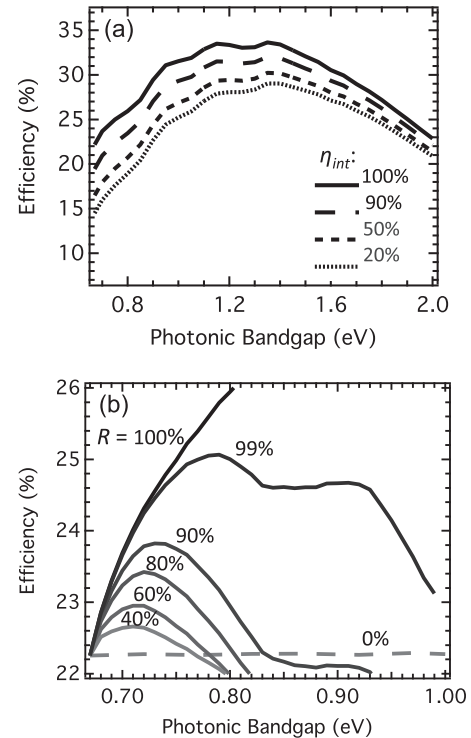 (a)
35
30
25
20
15
10
Efficiency (%)
η_int:
100%
90%
50%
20%
0.8 1.2 1.6 2.0
Photonic Bandgap (eV)
(b)
26
25
24
23
22
Efficiency (%)
R = 100%
99%
90%
80%
60%
40%
0%
0.70 0.80 0.90 1.00
Photonic Bandgap (eV)